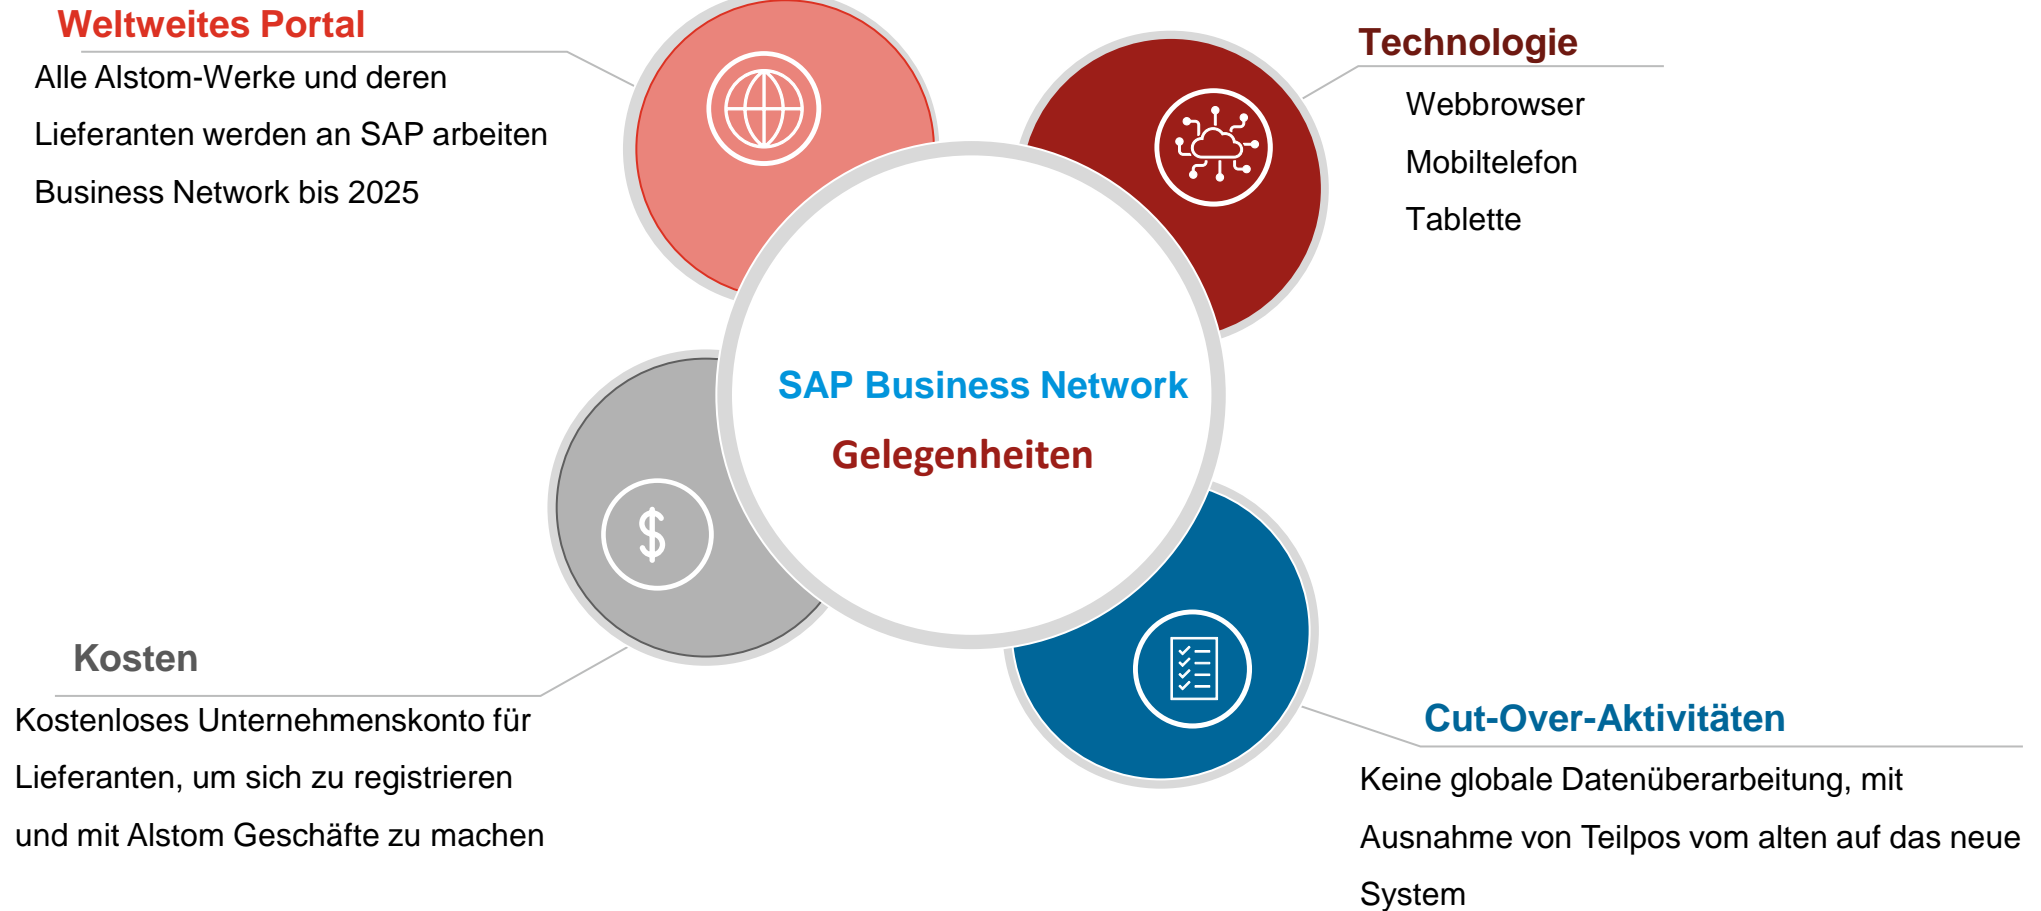 Weltweites Portal
Alle Alstom-Werke und deren
Lieferanten werden an SAP arbeiten
Business Network bis 2025
Technologie
Webbrowser
Mobiltelefon
Tablette
SAP Business Network
Gelegenheiten
Kosten
Kostenloses Unternehmenskonto für
Lieferanten, um sich zu registrieren
und mit Alstom Geschäfte zu machen
Cut-Over-Aktivitäten
Keine globale Datenüberarbeitung, mit
Ausnahme von Teilpos vom alten auf das neue
System